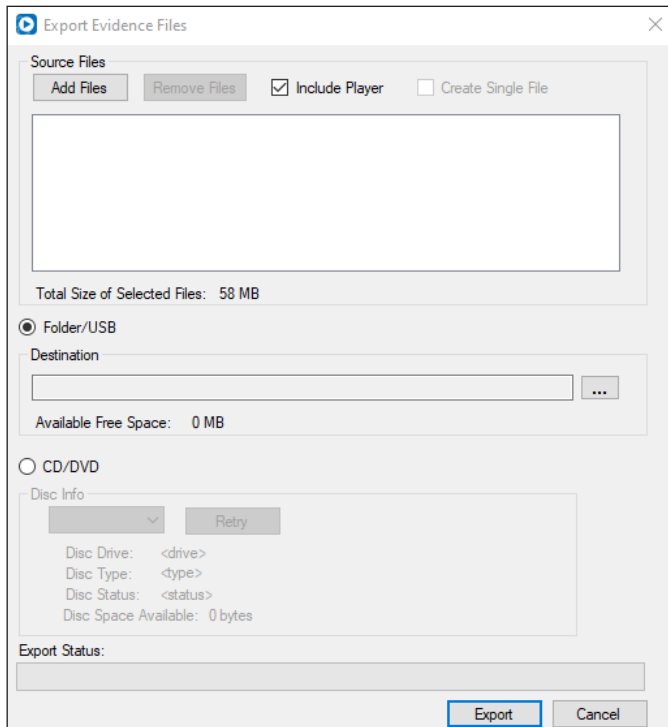 Export Evidence Files
Source Files
Add Files Remove Files Include Player Create Single File
Total Size of Selected Files: 58 MB
Folder/USB
Destination
...
Available Free Space: 0 MB
CD/DVD
Disc Info
Retry
Disc Drive: <drive>
Disc Type: <type>
Disc Status: <status>
Disc Space Available: 0 bytes
Export Status:
Export Cancel